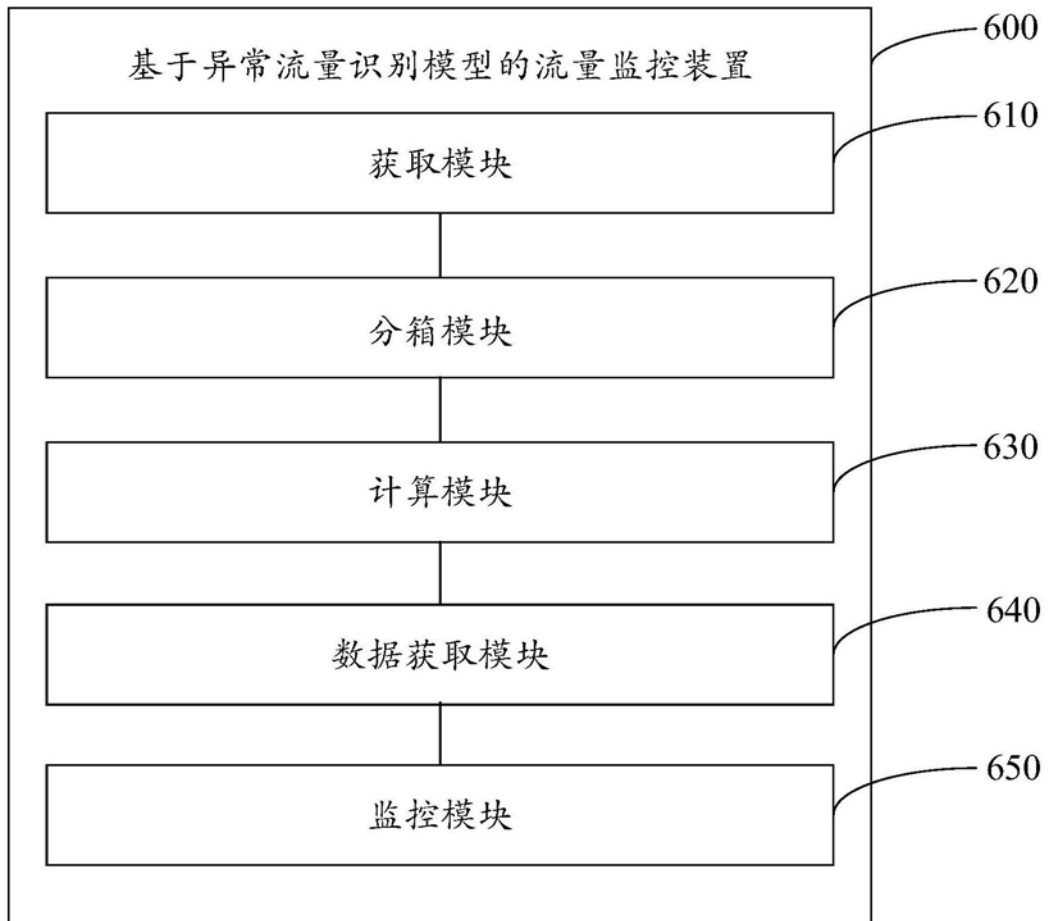 基于异常流量识别模型的流量监控装置
600
获取模块
610
分箱模块
620
计算模块
630
数据获取模块
640
监控模块
650